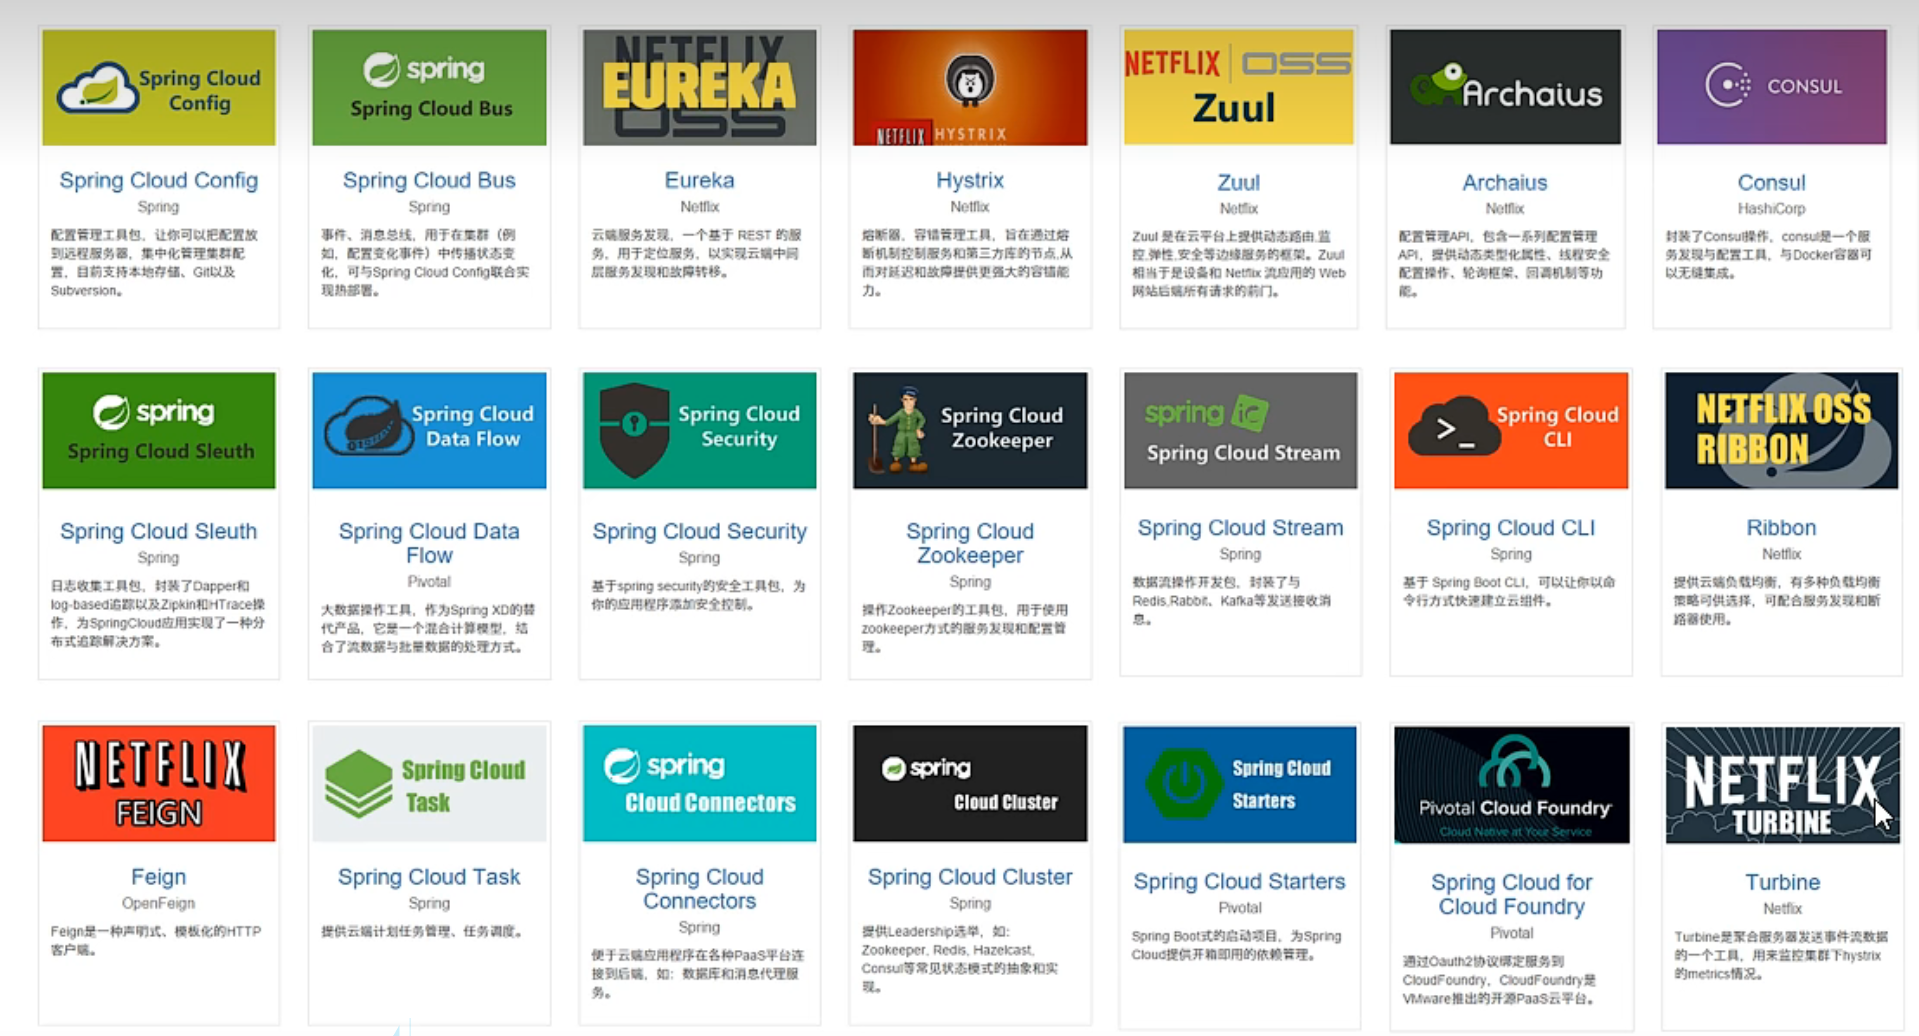 Spring Cloud
Config
Spring Cloud Config
Spring
配置管理工具包，让你可以把配置放
到远程服务器，集中化管理集群配
置，目前支持本地存储、Git以及
Subversion。
spring
Spring Cloud Bus
Spring Cloud Bus
Spring
事件、消息总线，用于在集群（例
如，配置变化事件）中传播状态变
化，可与Spring Cloud Config联合实
现热部署。
NETFLIX
EUREKA
OSS
Eureka
Netflix
云端服务发现，一个基于 REST 的服
务，用于定位服务，以实现云端中间
层服务发现和故障转移。
NETFLIX HYSTRIX
Hystrix
Netflix
熔断器，容错管理工具，旨在通过熔
断机制控制服务和第三方库的节点,从
而对延迟和故障提供更强大的容错能
力。
NETFLIX OSS
Zuul
Zuul
Netflix
Zuul 是在云平台上提供动态路由,监
控,弹性,安全等边缘服务的框架。Zuul
相当于是设备和 Netflix 流应用的 Web
网站后端所有请求的前门。
Archaius
Archaius
Netflix
配置管理API，包含一系列配置管理
API，提供动态类型化属性、线程安全
配置操作、轮询框架、回调机制等功
能。
CONSUL
Consul
HashiCorp
封装了Consul操作，consul是一个服
务发现与配置工具，与Docker容器可
以无缝集成。
spring
Spring Cloud Sleuth
Spring Cloud Sleuth
Spring
日志收集工具包，封装了Dapper和
log-based追踪以及Zipkin和HTrace操
作，为SpringCloud应用实现了一种分
布式追踪解决方案。
Spring Cloud
Data Flow
Spring Cloud Data
Flow
Pivotal
大数据操作工具，作为Spring XD的替
代产品，它是一个混合计算模型，结
合了流数据与批量数据的处理方式。
Spring Cloud
Security
Spring Cloud Security
Spring
基于spring security的安全工具包，为
你的应用程序添加安全控制。
Spring Cloud
Zookeeper
Spring Cloud
Zookeeper
Spring
操作Zookeeper的工具包，用于使用
zookeeper方式的服务发现和配置管
理。
spring
Spring Cloud Stream
Spring Cloud Stream
Spring
数据流操作开发包，封装了与
Redis,Rabbit、Kafka等发送接收消
息。
>_ Spring Cloud
CLI
Spring Cloud CLI
Spring
基于 Spring Boot CLI，可以让你以命
令行方式快速建立云组件。
NETFLIX OSS
RIBBON
Ribbon
Netflix
提供云端负载均衡，有多种负载均衡
策略可供选择，可配合服务发现和断
路器使用。
NETFLIX
FEIGN
Feign
OpenFeign
Feign是一种声明式、模板化的HTTP
客户端。
Spring Cloud
Task
Spring Cloud Task
Spring
提供云端计划任务管理、任务调度。
spring
Cloud Connectors
Spring Cloud
Connectors
Spring
便于云端应用程序在各种PaaS平台连
接到后端，如：数据库和消息代理服
务。
spring
Cloud Cluster
Spring Cloud Cluster
Spring
提供Leadership选举，如：
Zookeeper, Redis, Hazelcast,
Consul等常见状态模式的抽象和实
现。
Spring Cloud
Starters
Spring Cloud Starters
Pivotal
Spring Boot式的启动项目，为Spring
Cloud提供开箱即用的依赖管理。
Pivotal Cloud Foundry
Cloud Native at Your Service
Spring Cloud for
Cloud Foundry
Pivotal
通过Oauth2协议绑定服务到
CloudFoundry，CloudFoundry是
VMware推出的开源PaaS云平台。
NETFLIX
TURBINE
Turbine
Netflix
Turbine是聚合服务器发送事件流数据
的一个工具，用来监控集群下hystrix
的metrics情况。